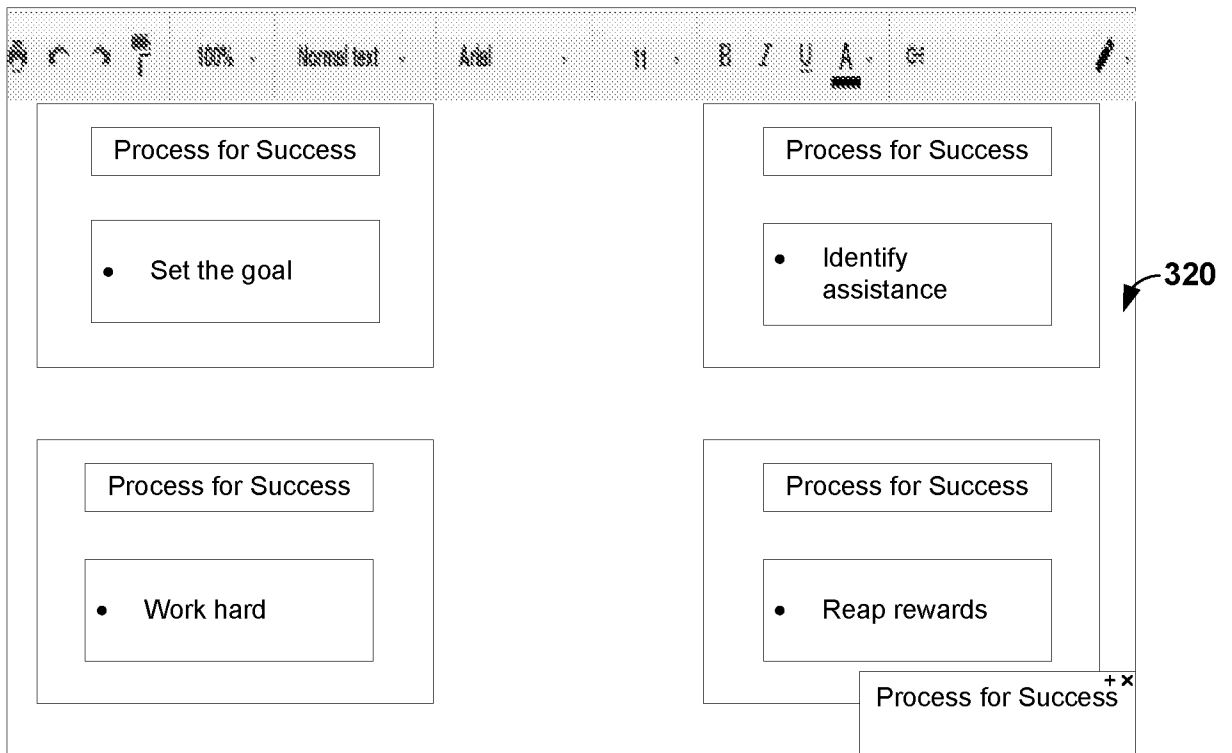 100% Normal text Arial 11 B I U A
Process for Success
Process for Success
• Set the goal
• Identify
assistance
320
Process for Success
Process for Success
• Work hard
• Reap rewards
+ ×
Process for Success